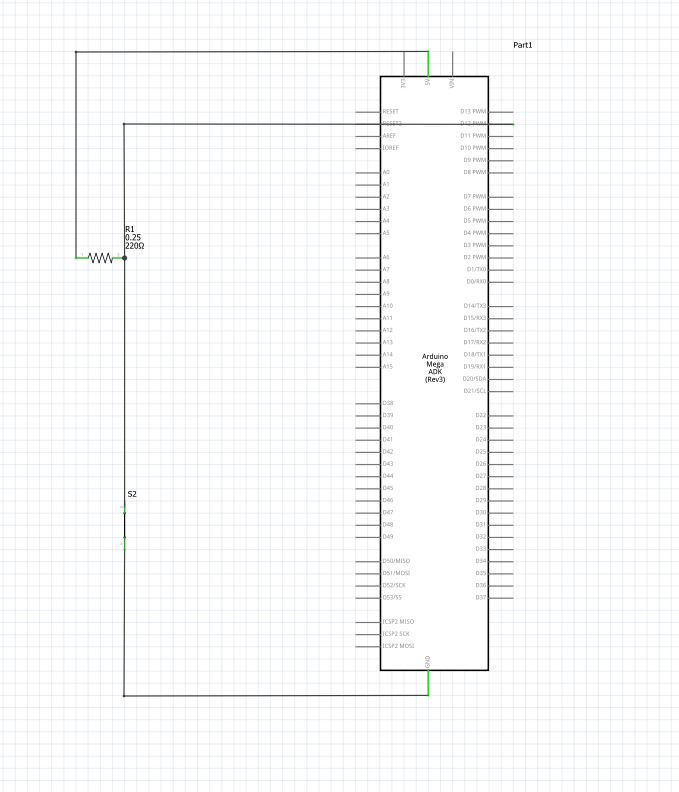 Part1
3V3
5V
VIN
RESET
RESET2
AREF
IOREF
A0
A1
A2
A3
A4
A5
A6
A7
A8
A9
A10
A11
A12
A13
A14
A15
D38
D39
D40
D41
D42
D43
D44
D45
D46
D47
D48
D49
D50/MISO
D51/MOSI
D52/SCK
D53/SS
ICSP2 MISO
ICSP2 SCK
ICSP2 MOSI
D13 PWM
D12 PWM
D11 PWM
D10 PWM
D9 PWM
D8 PWM
D7 PWM
D6 PWM
D5 PWM
D4 PWM
D3 PWM
D2 PWM
D1/TX0
D0/RX0
D14/TX3
D15/RX3
D16/TX2
D17/RX2
D18/TX1
D19/RX1
D20/SDA
D21/SCL
D22
D23
D24
D25
D26
D27
D28
D29
D30
D31
D32
D33
D34
D35
D36
D37
Arduino
Mega
ADK
(Rev3)
GND
R1
0.25
220Ω
S2